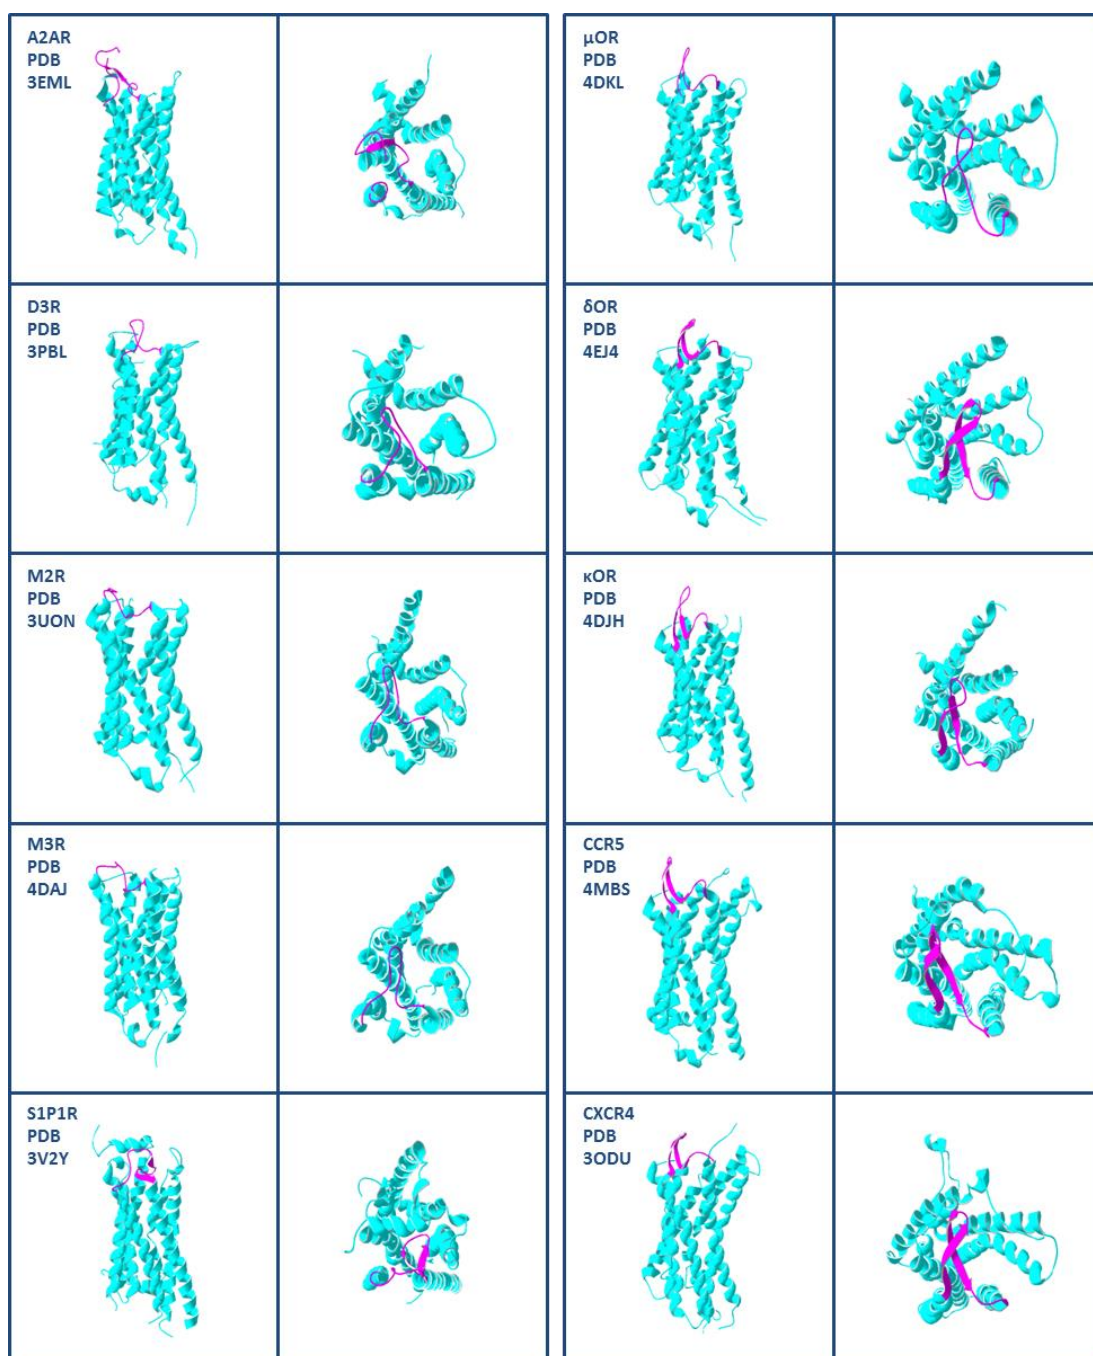 A2AR
PDB
3EML
D3R
PDB
3PBL
M2R
PDB
3UON
M3R
PDB
4DAJ
S1P1R
PDB
3V2Y
μOR
PDB
4DKL
δOR
PDB
4EJ4
κOR
PDB
4DJH
CCR5
PDB
4MBS
CXCR4
PDB
3ODU